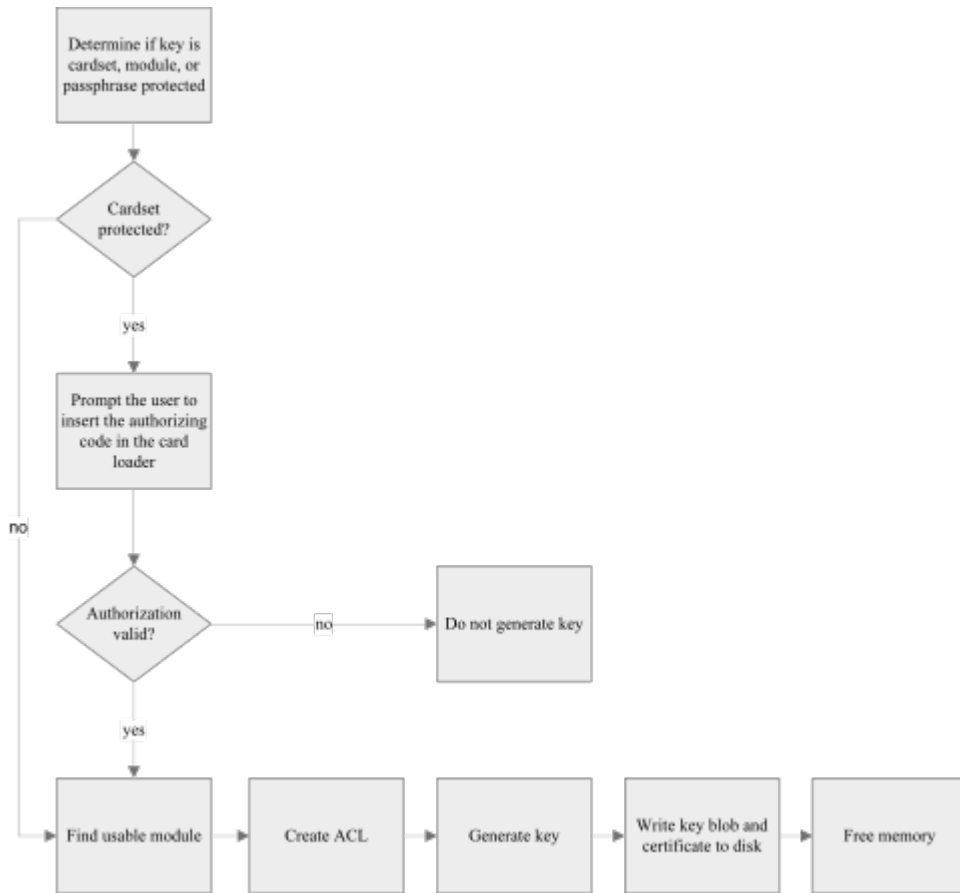 Determine if key is
cardset, module, or
passphrase protected
Cardset
protected?
yes
Prompt the user to
insert the authorizing
code in the card
loader
no
Authorization
valid?
no
Do not generate key
yes
Find usable module
Create ACL
Generate key
Write key blob and
certificate to disk
Free memory